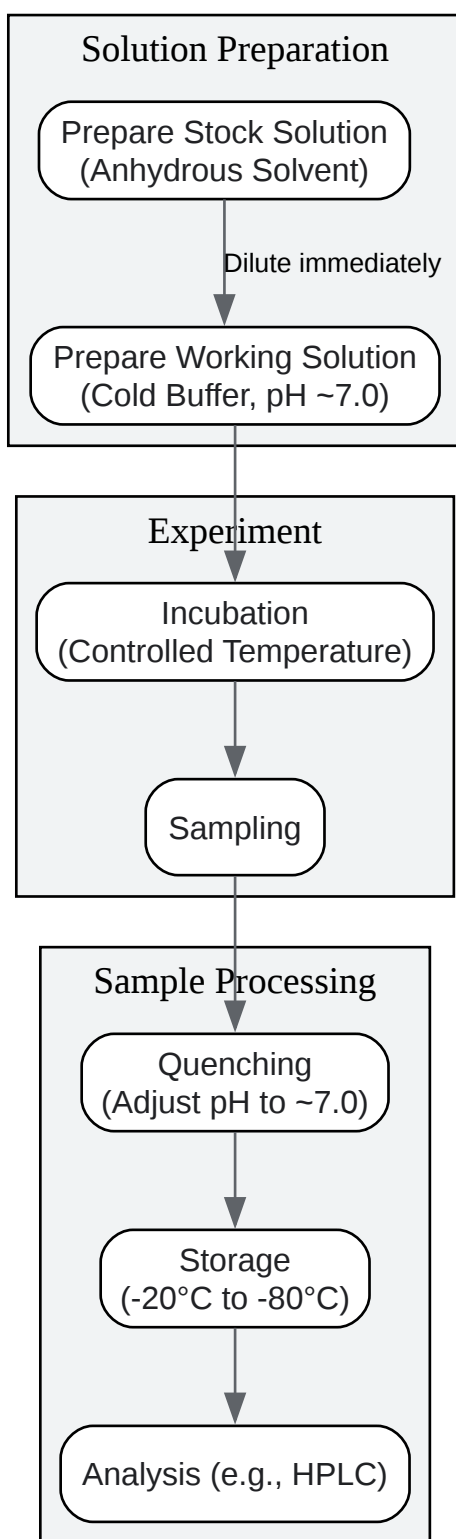 Solution Preparation
Prepare Stock Solution
(Anhydrous Solvent)
Dilute immediately
Prepare Working Solution
(Cold Buffer, pH ~7.0)
Experiment
Incubation
(Controlled Temperature)
Sampling
Sample Processing
Quenching
(Adjust pH to ~7.0)
Storage
(-20°C to -80°C)
Analysis (e.g., HPLC)